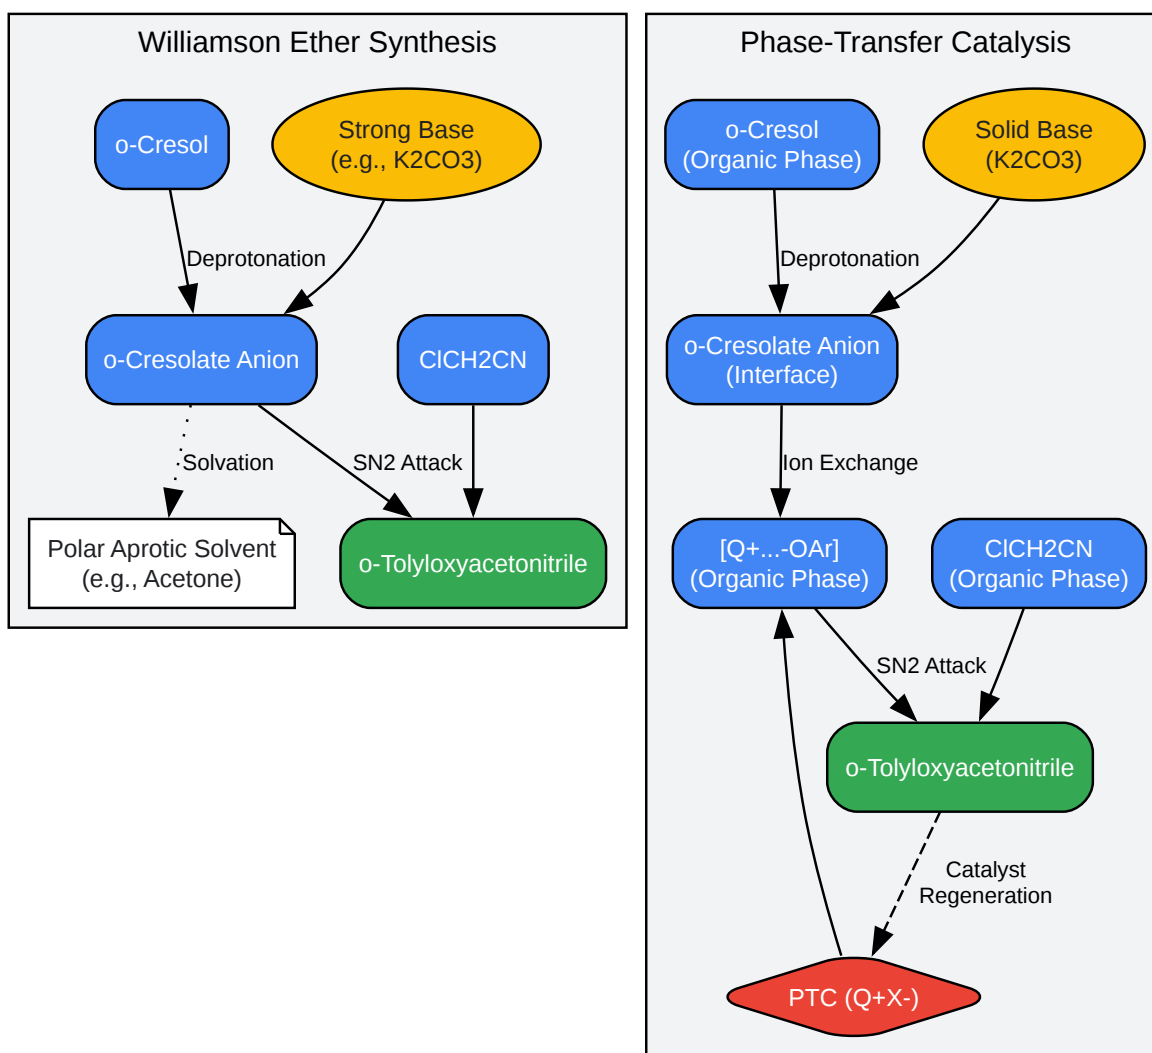 Williamson Ether Synthesis
o-Cresol
Strong Base
(e.g., K2CO3)
Deprotonation
o-Cresolate Anion
ClCH2CN
Solvation
SN2 Attack
Polar Aprotic Solvent
(e.g., Acetone)
o-Tolyloxyacetonitrile
Phase-Transfer Catalysis
o-Cresol
(Organic Phase)
Solid Base
(K2CO3)
Deprotonation
o-Cresolate Anion
(Interface)
Ion Exchange
[Q+...-OAr]
(Organic Phase)
ClCH2CN
(Organic Phase)
SN2 Attack
o-Tolyloxyacetonitrile
Catalyst
Regeneration
PTC (Q+X-)